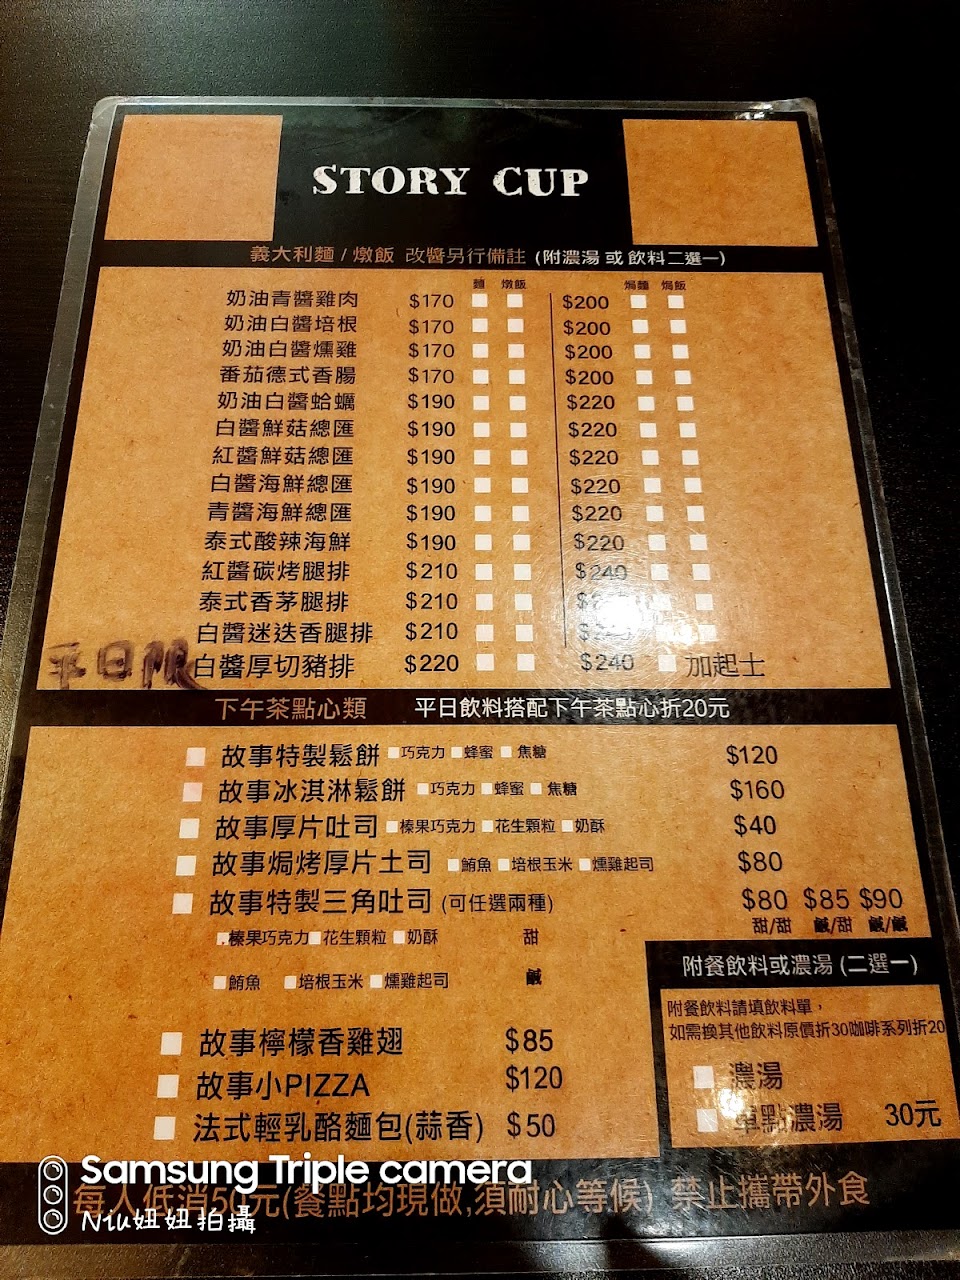 STORY CUP
義大利麵 / 燉飯 改醬另行備註 (附濃湯 或 飲料二選一)
麵 燉飯 焗麵 焗飯
奶油青醬雞肉 $170 $200
奶油白醬培根 $170 $200
奶油白醬燻雞 $170 $200
番茄德式香腸 $170 $200
奶油白醬蛤蠣 $190 $220
白醬鮮菇總匯 $190 $220
紅醬鮮菇總匯 $190 $220
白醬海鮮總匯 $190 $220
青醬海鮮總匯 $190 $220
泰式酸辣海鮮 $190 $220
紅醬碳烤腿排 $210 $240
泰式香茅腿排 $210
白醬迷迭香腿排 $210
平日限 白醬厚切豬排 $220 $240 加起士
下午茶點心類 平日飲料搭配下午茶點心折20元
故事特製鬆餅 巧克力 蜂蜜 焦糖 $120
故事冰淇淋鬆餅 巧克力 蜂蜜 焦糖 $160
故事厚片吐司 榛果巧克力 花生顆粒 奶酥 $40
故事焗烤厚片土司 鮪魚 培根玉米 燻雞起司 $80
故事特製三角吐司 (可任選兩種) $80 $85 $90
甜/甜 鹹/甜 鹹/鹹
榛果巧克力 花生顆粒 奶酥 甜
鮪魚 培根玉米 燻雞起司 鹹
故事檸檬香雞翅 $85
故事小PIZZA $120
法式輕乳酪麵包(蒜香) $50
附餐飲料或濃湯 (二選一)
附餐飲料請填飲料單，
如需換其他飲料原價折30咖啡系列折20
濃湯
單點濃湯 30元
每人低消50元(餐點均現做,須耐心等候) 禁止攜帶外食
Samsung Triple camera
Niu妞妞拍攝